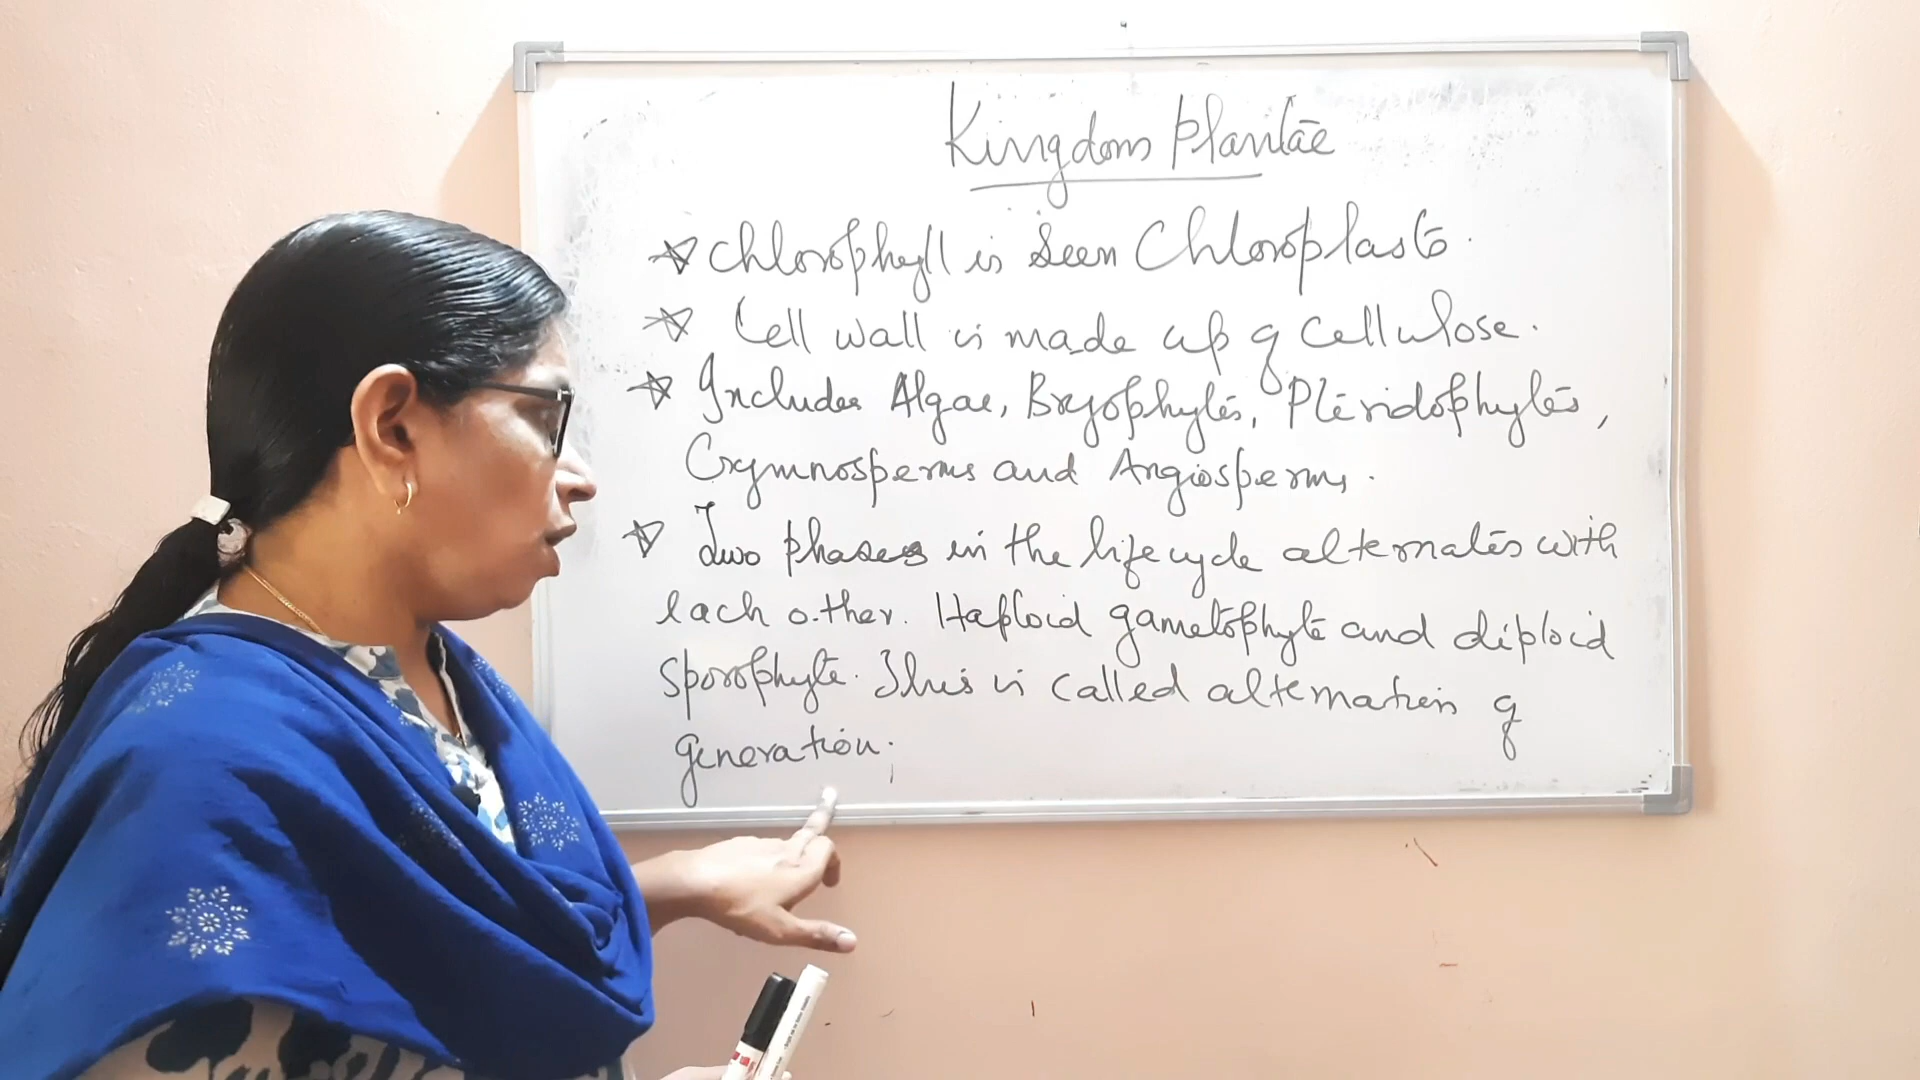 Kingdom Plantae
☆ Chlorophyll is seen Chloroplasts.
☆ Cell wall is made up of cellulose.
☆ Includes Algae, Bryophytes, Pteridophytes,
Gymnosperms and Angiosperms.
☆ Two phases in the life cycle alternates with
each other. Haploid gametophyte and diploid
sporophyte. This is called alternation of
generation.